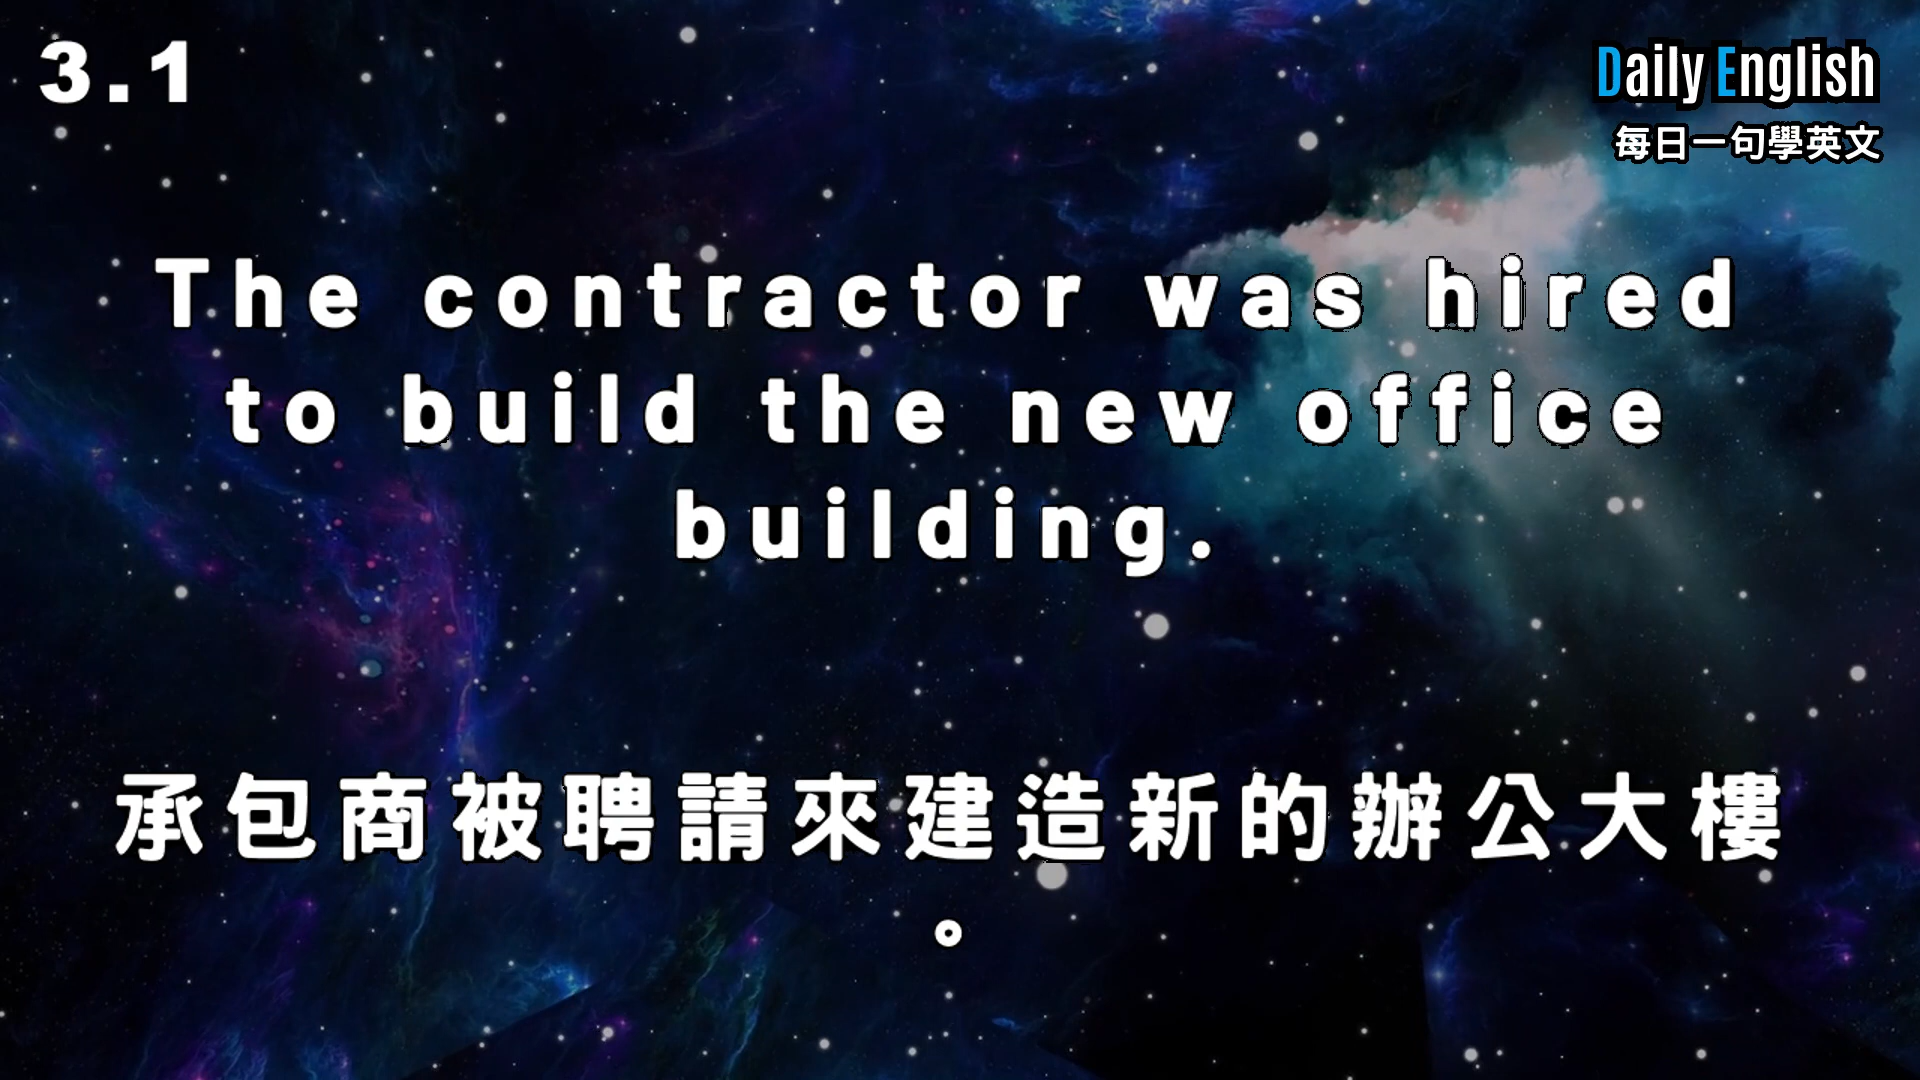 3.1
Daily English
每日一句學英文
The contractor was hired
to build the new office
building.
承包商被聘請來建造新的辦公大樓
。